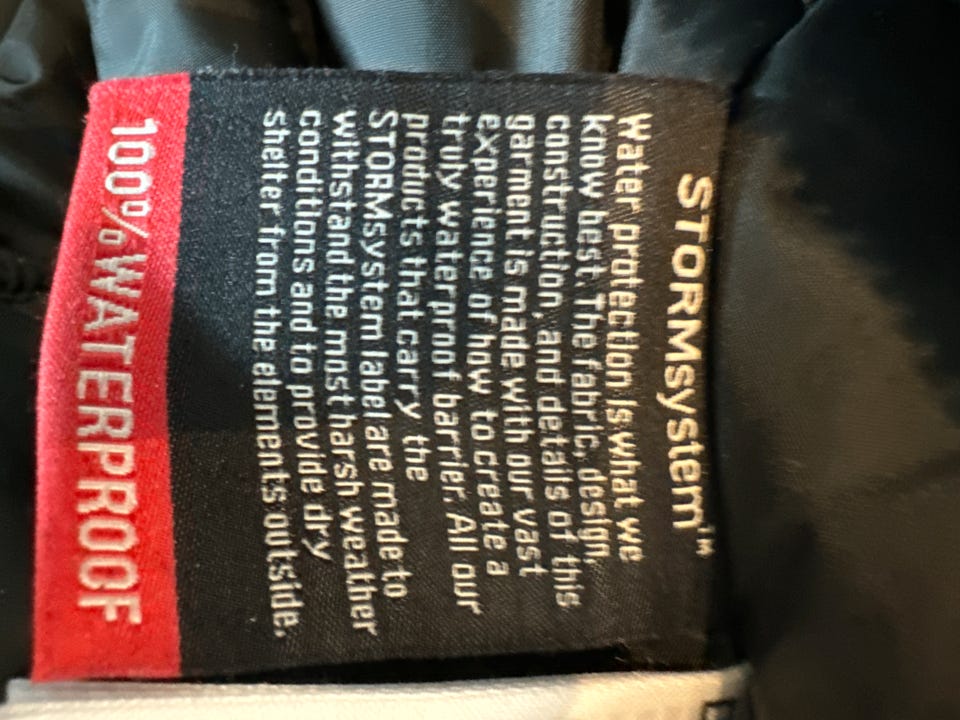 STORMsystem™
Water protection is what we
know best. The fabric, design,
construction, and details of this
garment is made with our vast
experience of how to create a
truly waterproof barrier. All our
products that carry the
STORMsystem label are made to
withstand the most harsh weather
conditions and to provide dry
shelter from the elements outside.
100% WATERPROOF